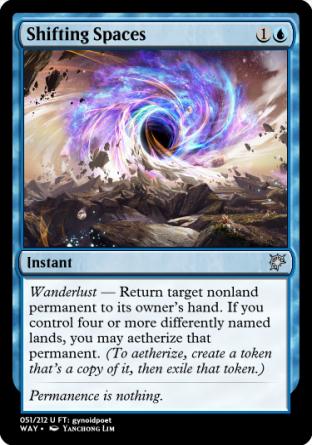 Shifting Spaces 1
Instant
Wanderlust — Return target nonland
permanent to its owner's hand. If you
control four or more differently named
lands, you may aetherize that
permanent. (To aetherize, create a token
that's a copy of it, then exile that token.)
Permanence is nothing.
051/212 U FT: gynoidpoet
WAY • Yanchong Lim